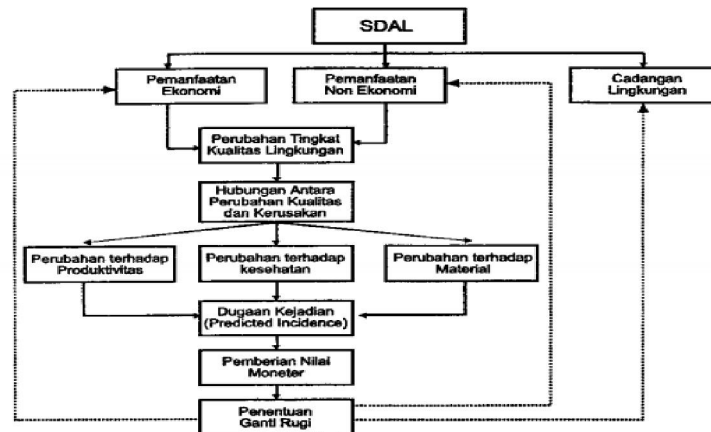 SDAL
Pemanfaatan
Ekonomi
Pemanfaatan
Non Ekonomi
Cadangan
Lingkungan
Perubahan Tingkat
Kualitas Lingkungan
Hubungan Antara
Perubahan Kualitas
dan Kerusakan
Perubahan terhadap
Produktivitas
Perubahan terhadap
kesehatan
Perubahan terhadap
Material
Dugaan Kejadian
(Predicted Incidence)
Pemberian Nilai
Moneter
Penentuan
Ganti Rugi